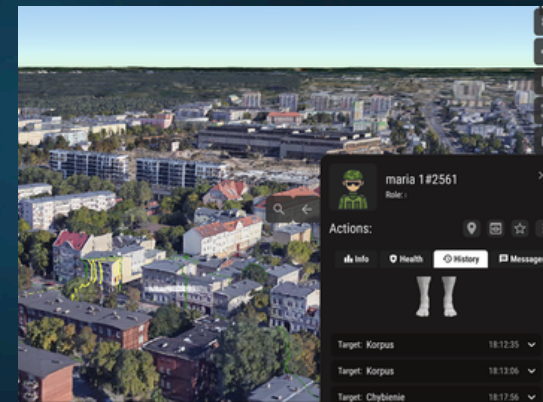 maria 1#2561
Role:
Actions:
Info Health History Message
Target: Korpus 18:12:35
Target: Korpus 18:13:06
Target: Chybienie 18:17:56